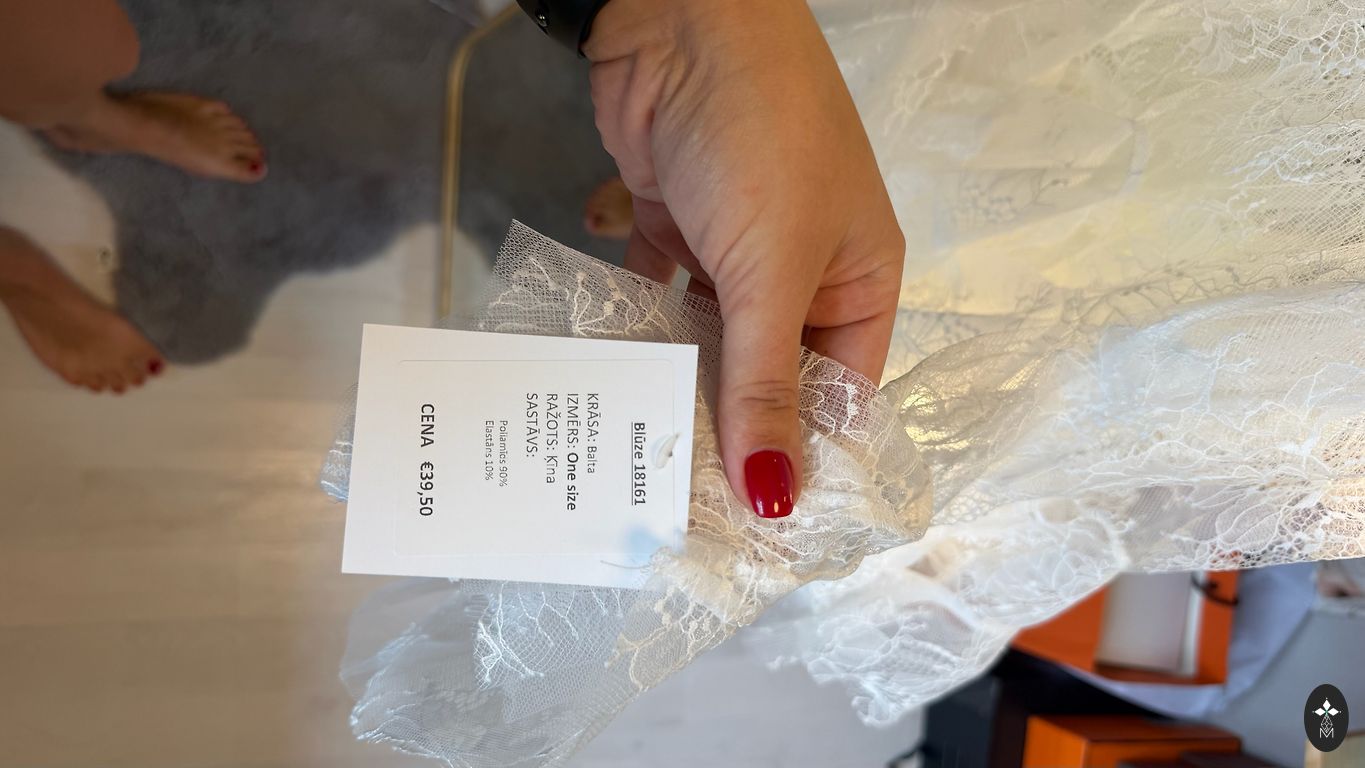 Blūze 18161
KRĀSA: Balta
IZMĒRS: One size
RAŽOTS: Ķīna
SASTĀVS:
Poliamīds 90%
Elastāns 10%
CENA €39,50
M